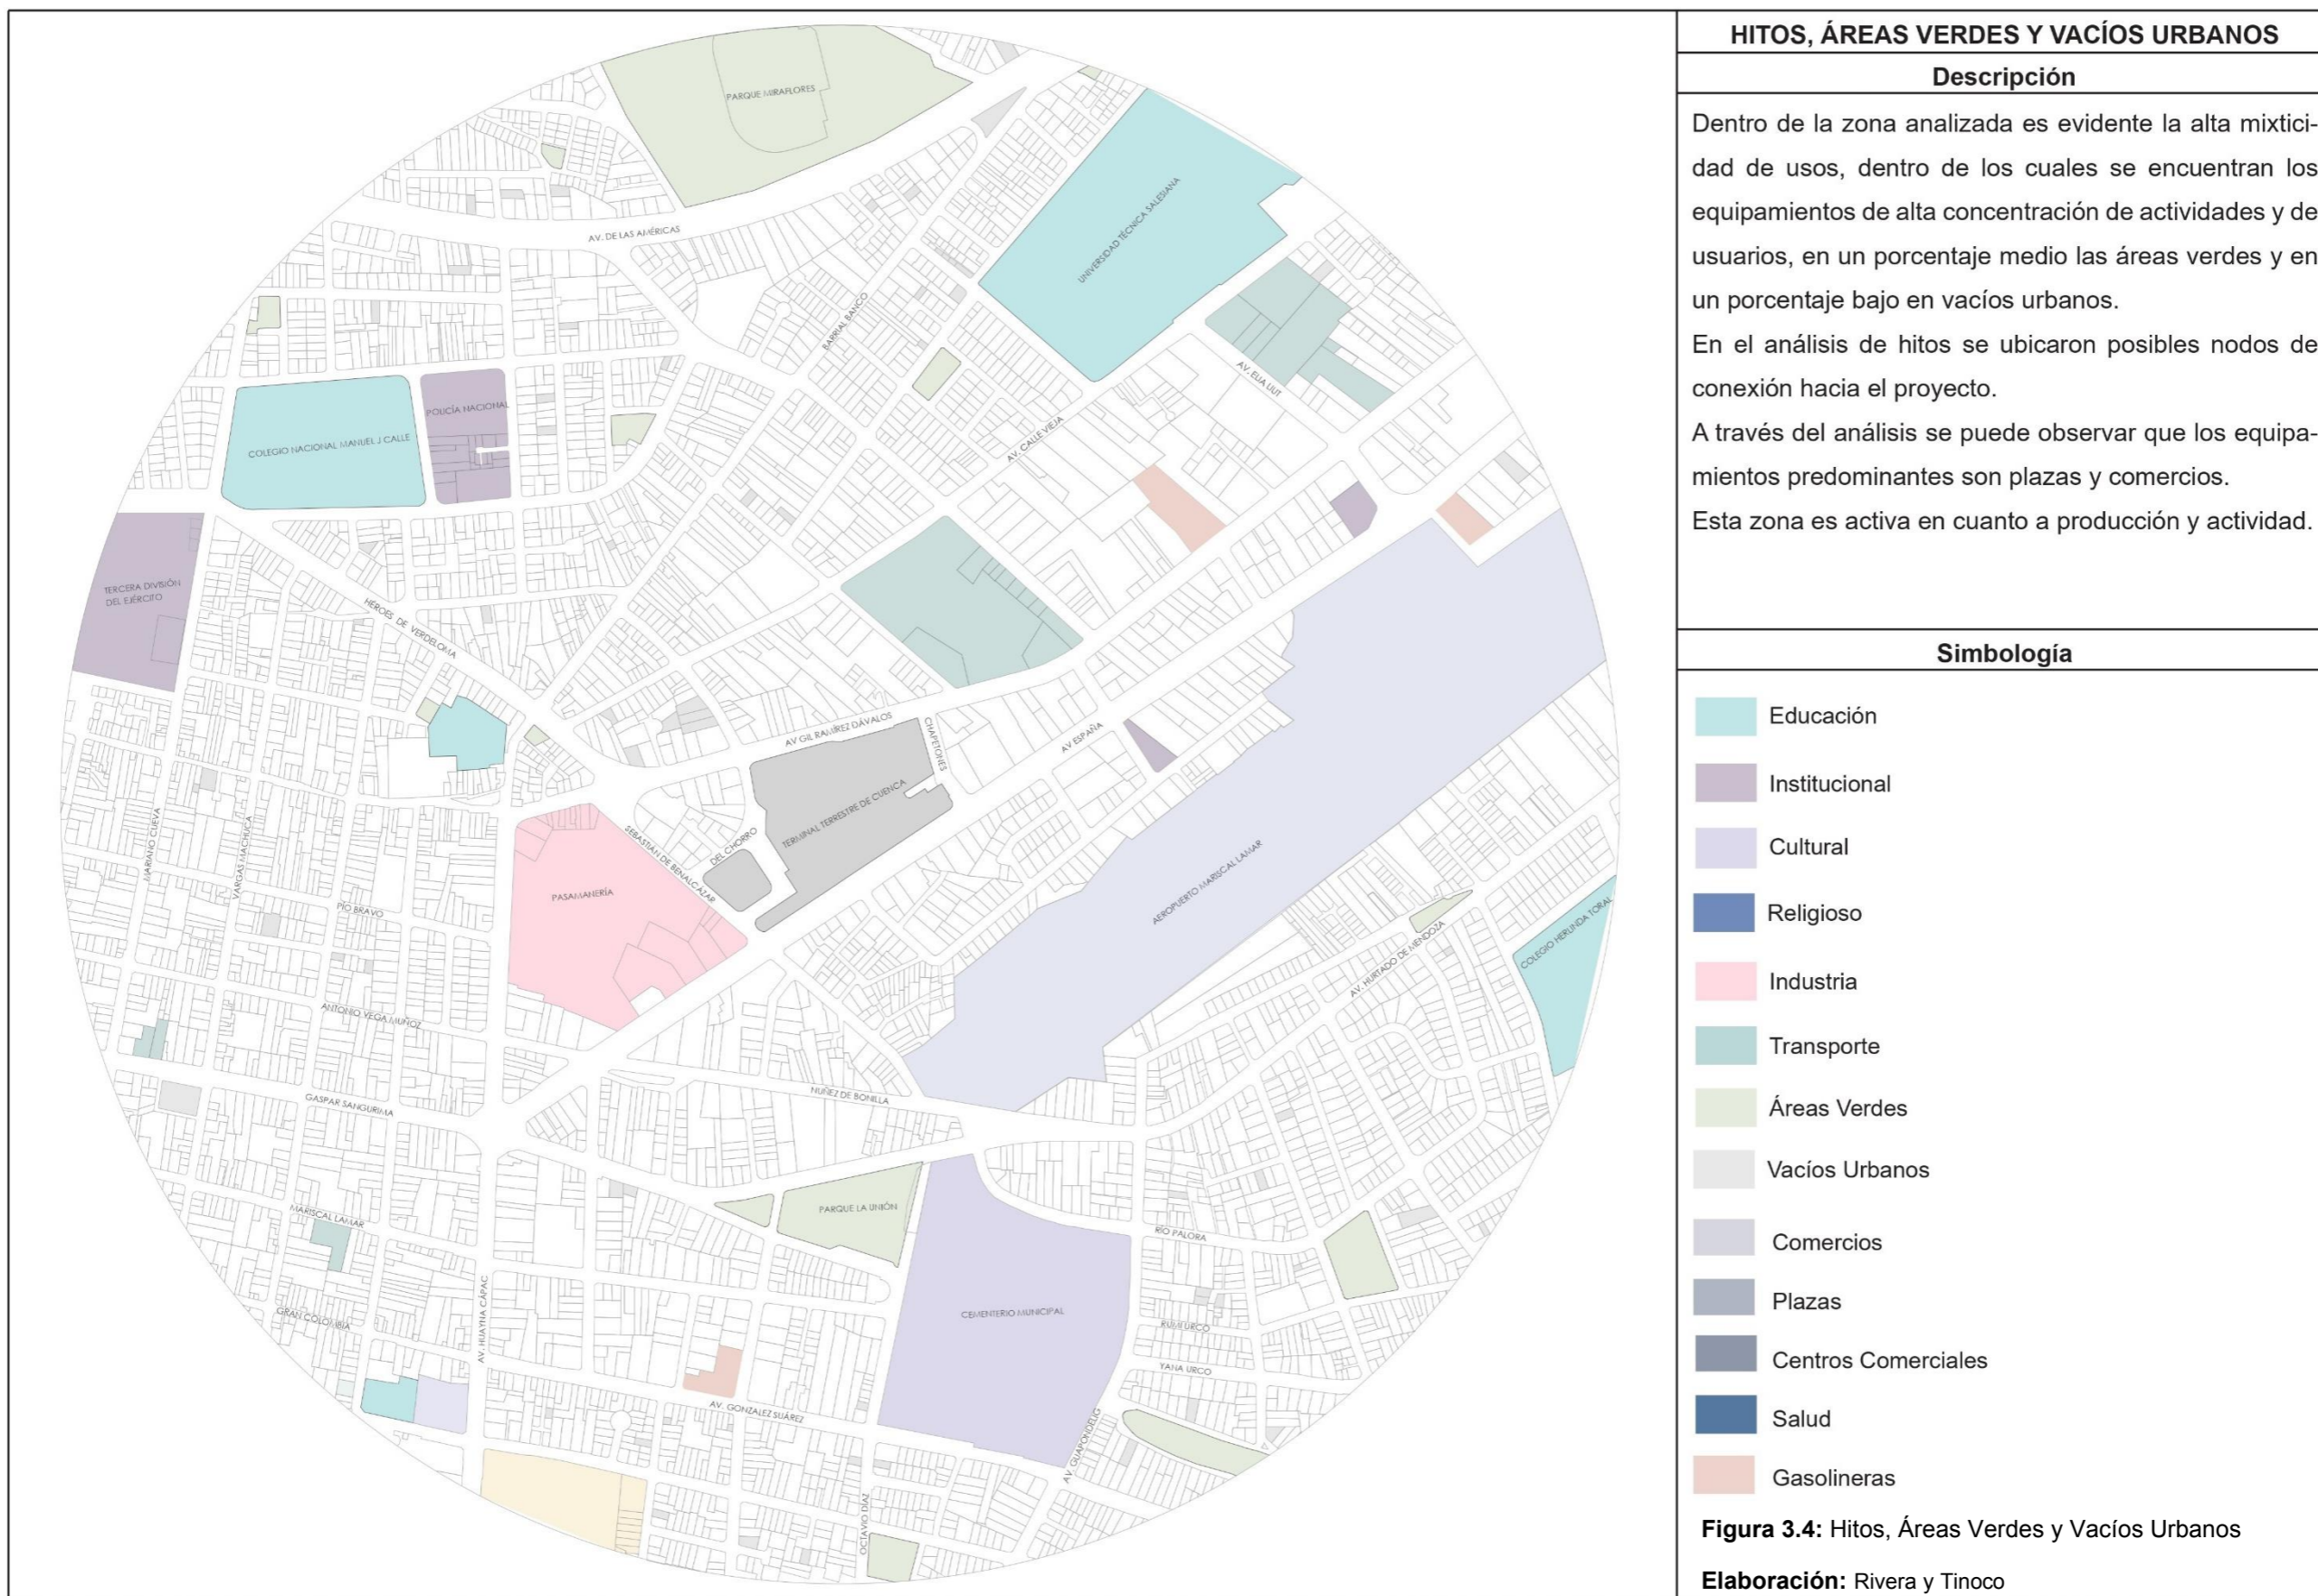 HITOS, ÁREAS VERDES Y VACÍOS URBANOS
Descripción
Dentro de la zona analizada es evidente la alta mixtici-
dad de usos, dentro de los cuales se encuentran los
equipamientos de alta concentración de actividades y de
usuarios, en un porcentaje medio las áreas verdes y en
un porcentaje bajo en vacíos urbanos.
En el análisis de hitos se ubicaron posibles nodos de
conexión hacia el proyecto.
A través del análisis se puede observar que los equipa-
mientos predominantes son plazas y comercios.
Esta zona es activa en cuanto a producción y actividad.
Simbología
Educación
Institucional
Cultural
Religioso
Industria
Transporte
Áreas Verdes
Vacíos Urbanos
Comercios
Plazas
Centros Comerciales
Salud
Gasolineras
Figura 3.4: Hitos, Áreas Verdes y Vacíos Urbanos
Elaboración: Rivera y Tinoco
PARQUE MIRAFLORES
AV. DE LAS AMÉRICAS
UNIVERSIDAD TÉCNICA SALESIANA
BARRIAL BANCO
AV. ELIA LIUT
POLICÍA NACIONAL
COLEGIO NACIONAL MANUEL J CALLE
AV. CALLE VIEJA
TERCERA DIVISIÓN
DEL EJÉRCITO
HÉROES DE VERDELOMA
AV GIL RAMÍREZ DÁVALOS
CHAPETONES
AV ESPAÑA
TERMINAL TERRESTRE DE CUENCA
SEBASTIÁN DE BENALCÁZAR
DEL CHORRO
MARIANO CUEVA
VARGAS MACHUCA
PASAMANERÍA
PÍO BRAVO
AEROPUERTO MARISCAL LAMAR
COLEGIO HERLINDA TORAL
AV. HURTADO DE MENDOZA
ANTONIO VEGA MUÑOZ
NUÑEZ DE BONILLA
GASPAR SANGURIMA
MARISCAL LAMAR
PARQUE LA UNIÓN
RÍO PALORA
AV. HUAYNA CÁPAC
GRAN COLOMBIA
CEMENTERIO MUNICIPAL
RUMIURCO
YANA URCO
AV. GONZALEZ SUÁREZ
AV. GUAPONDELIG
OCTAVIO DÍAZ